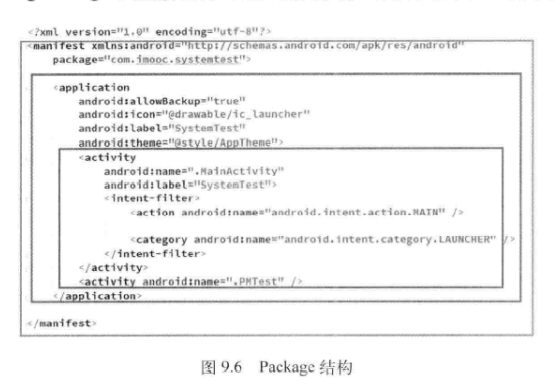 <?xml version="1.0" encoding="utf-8"?>
<manifest xmlns:android="http://schemas.android.com/apk/res/android"
package="com.imooc.systemtest">
<application
android:allowBackup="true"
android:icon="@drawable/ic_launcher"
android:label="SystemTest"
android:theme="@style/AppTheme">
<activity
android:name=".MainActivity"
android:label="SystemTest">
<intent-filter>
<action android:name="android.intent.action.MAIN" />
<category android:name="android.intent.category.LAUNCHER" />
</intent-filter>
</activity>
<activity android:name=".PMTest" />
</application>
</manifest>
图 9.6 Package 结构